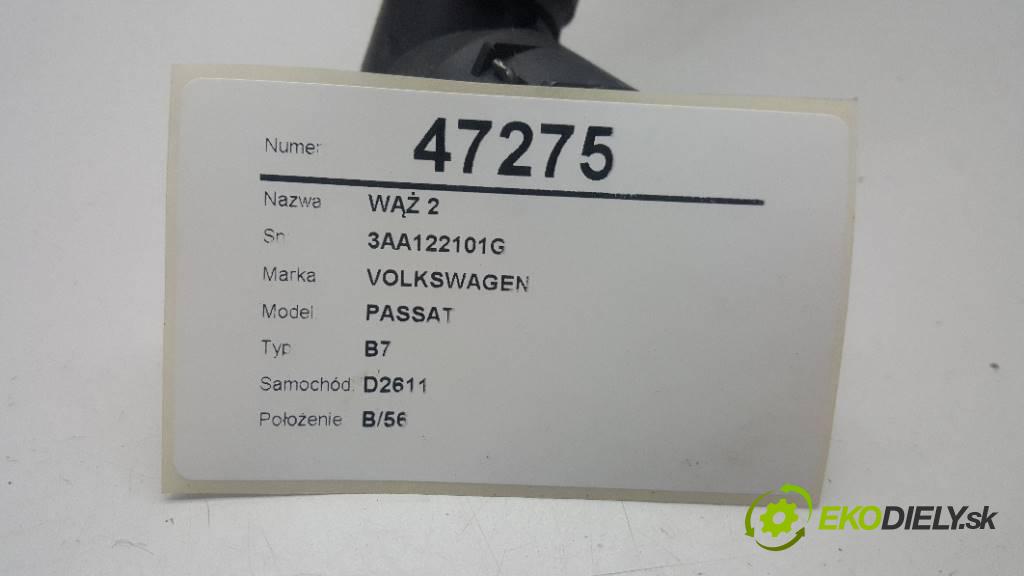 Numer 47275
Nazwa WĄŻ 2
Sn 3AA122101G
Marka VOLKSWAGEN
Model PASSAT
Typ B7
Samochód D2611
Położenie B/56
EKODIELY.sk